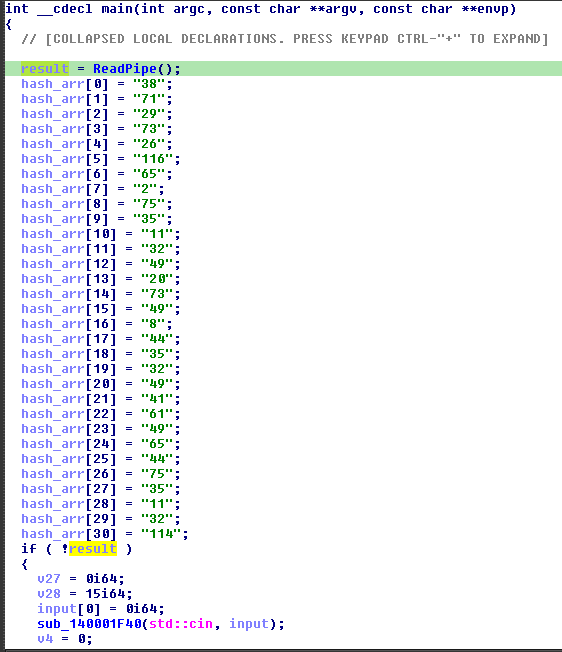 int __cdecl main(int argc, const char **argv, const char **envp)
{
// [COLLAPSED LOCAL DECLARATIONS. PRESS KEYPAD CTRL-"+" TO EXPAND]
result = ReadPipe();
hash_arr[0] = "38";
hash_arr[1] = "71";
hash_arr[2] = "29";
hash_arr[3] = "73";
hash_arr[4] = "26";
hash_arr[5] = "116";
hash_arr[6] = "65";
hash_arr[7] = "2";
hash_arr[8] = "75";
hash_arr[9] = "35";
hash_arr[10] = "11";
hash_arr[11] = "32";
hash_arr[12] = "49";
hash_arr[13] = "20";
hash_arr[14] = "73";
hash_arr[15] = "49";
hash_arr[16] = "8";
hash_arr[17] = "44";
hash_arr[18] = "35";
hash_arr[19] = "32";
hash_arr[20] = "49";
hash_arr[21] = "41";
hash_arr[22] = "61";
hash_arr[23] = "49";
hash_arr[24] = "65";
hash_arr[25] = "44";
hash_arr[26] = "75";
hash_arr[27] = "35";
hash_arr[28] = "11";
hash_arr[29] = "32";
hash_arr[30] = "114";
if ( !result )
{
v27 = 0i64;
v28 = 15i64;
input[0] = 0i64;
sub_140001F40(std::cin, input);
v4 = 0;